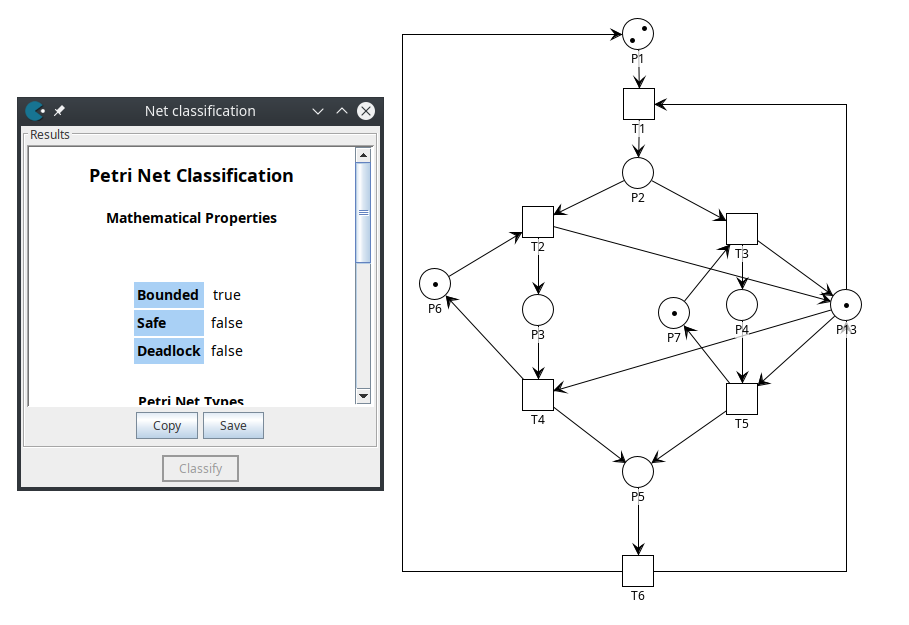 Net classification
Results
Petri Net Classification
Mathematical Properties
Bounded true
Safe false
Deadlock false
Petri Net Types
Copy Save
Classify
P1
T1
P2
T2
T3
P6
P3
P7
P4
T4
T5
P5
T6